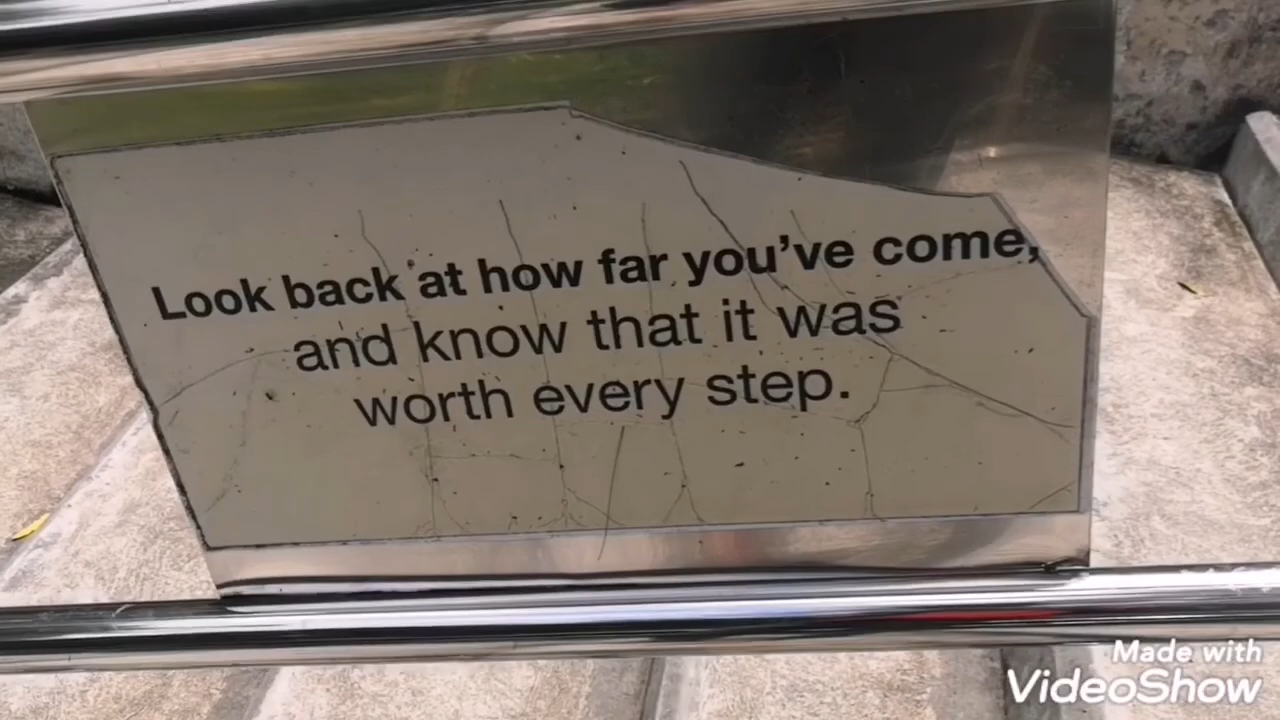 Look back at how far you've come,
and know that it was
worth every step.
Made with
VideoShow